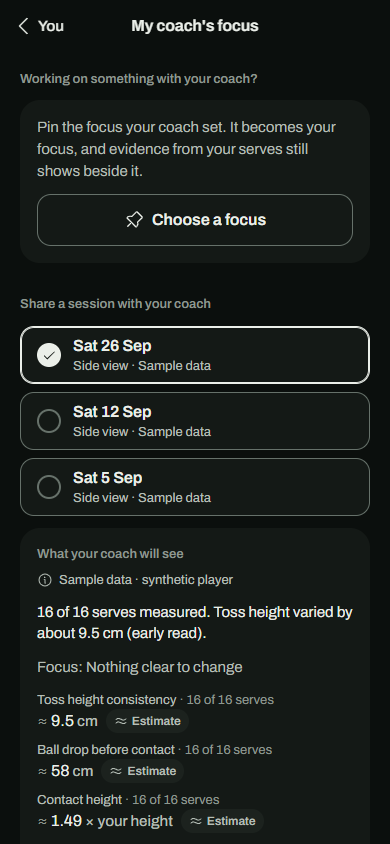 You
My coach's focus
Working on something with your coach?
Pin the focus your coach set. It becomes your
focus, and evidence from your serves still
shows beside it.
Choose a focus
Share a session with your coach
Sat 26 Sep
Side view · Sample data
Sat 12 Sep
Side view · Sample data
Sat 5 Sep
Side view · Sample data
What your coach will see
Sample data · synthetic player
16 of 16 serves measured. Toss height varied by
about 9.5 cm (early read).
Focus: Nothing clear to change
Toss height consistency · 16 of 16 serves
≈ 9.5 cm ≈ Estimate
Ball drop before contact · 16 of 16 serves
≈ 58 cm ≈ Estimate
Contact height · 16 of 16 serves
≈ 1.49 × your height ≈ Estimate